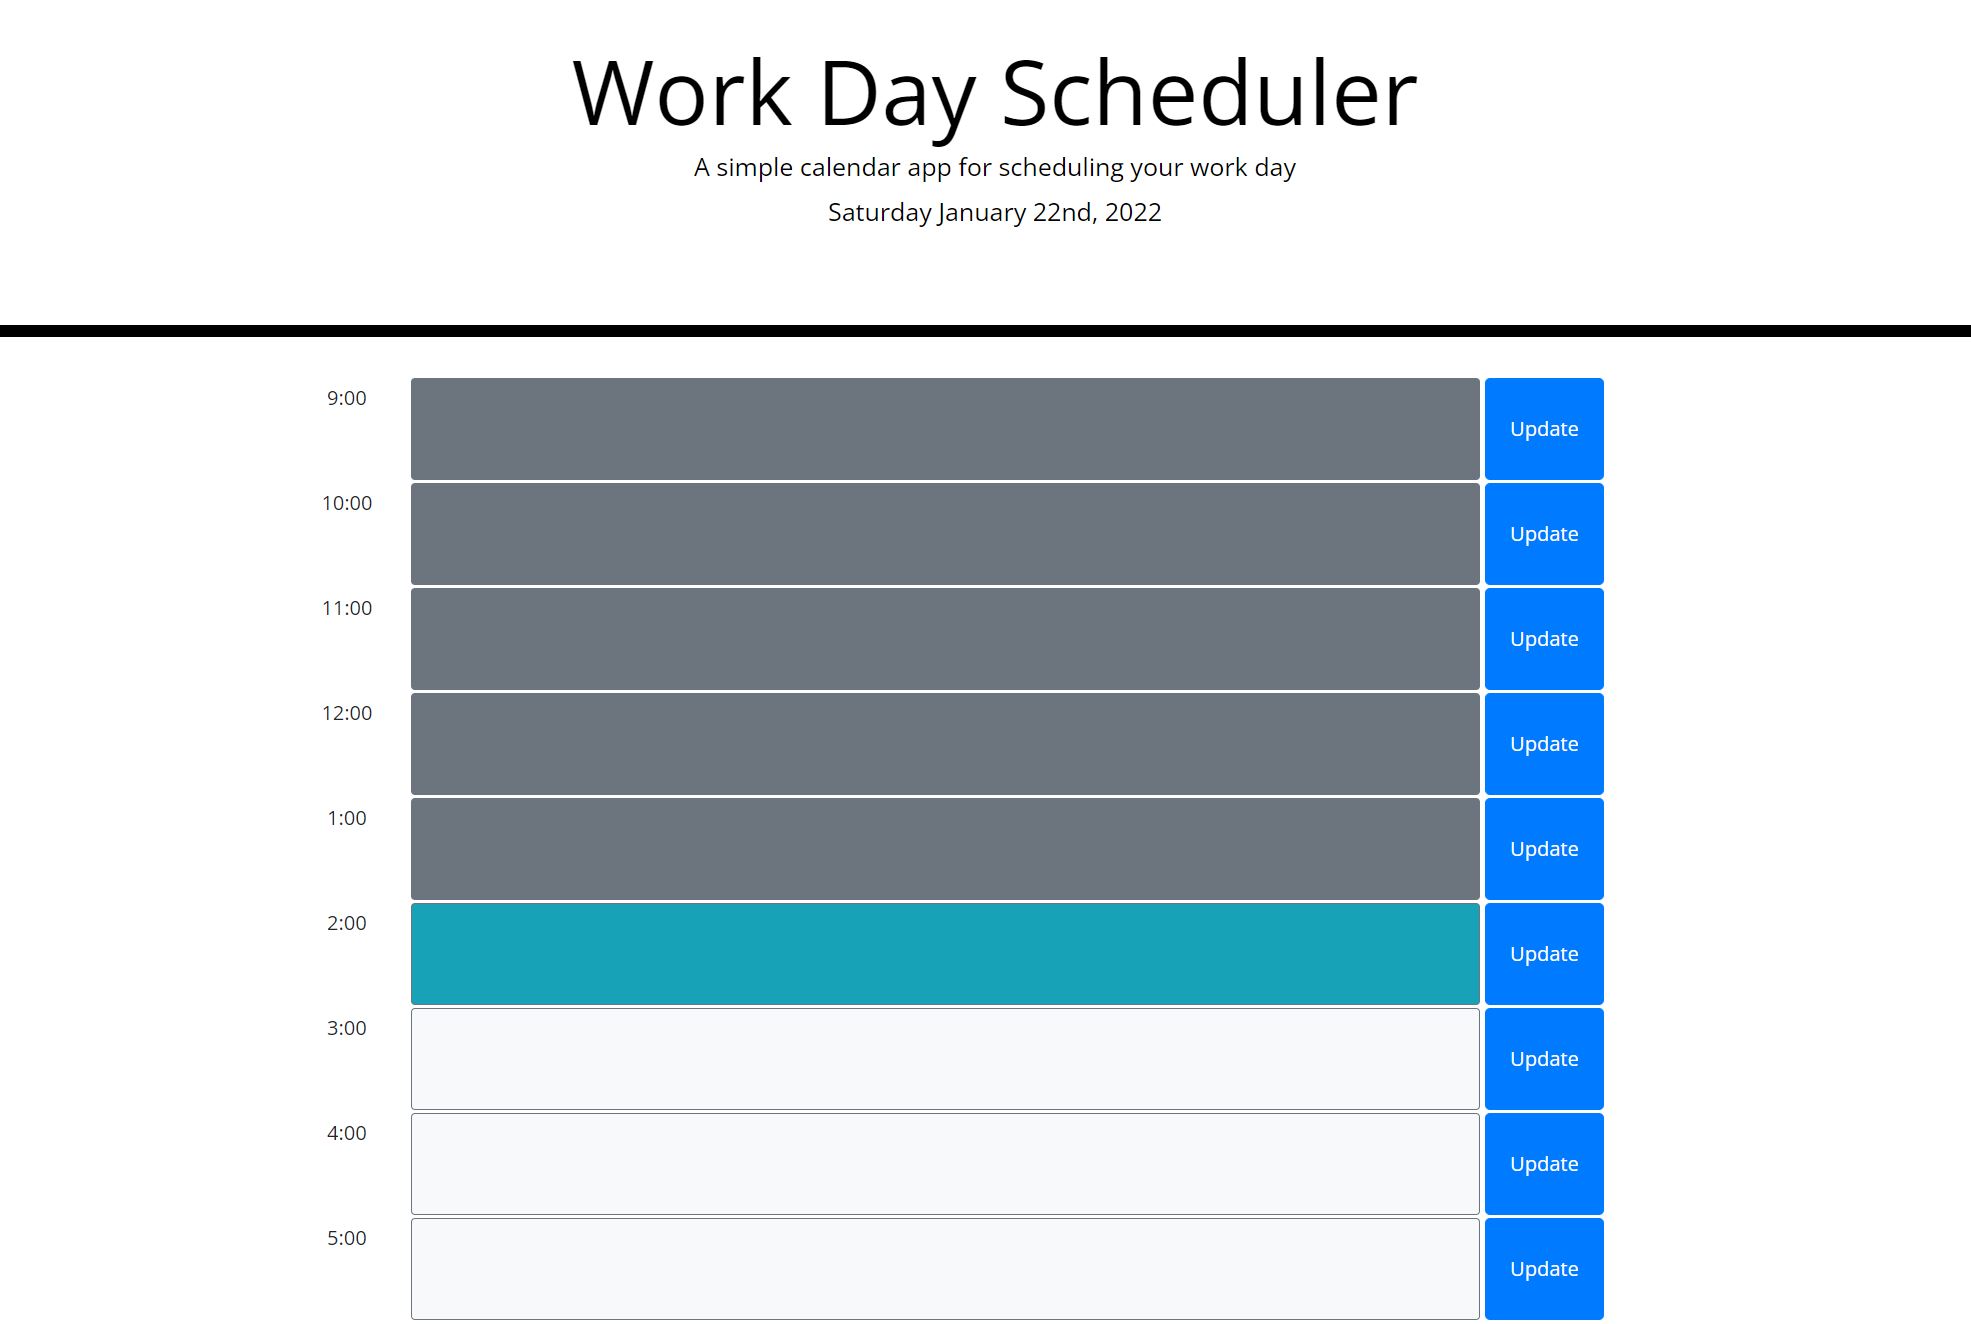 Work Day Scheduler
A simple calendar app for scheduling your work day
Saturday January 22nd, 2022
9:00 Update
10:00 Update
11:00 Update
12:00 Update
1:00 Update
2:00 Update
3:00 Update
4:00 Update
5:00 Update